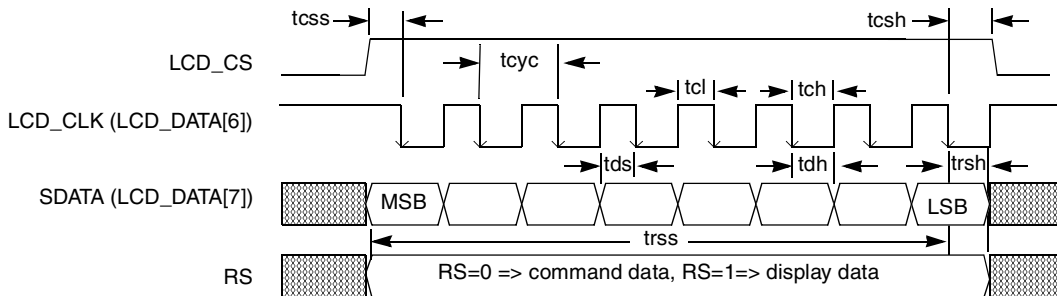 tcss
tcsh
LCD_CS
tcyc
tcl
tch
LCD_CLK (LCD_DATA[6])
tds
tdh
trsh
SDATA (LCD_DATA[7])
MSB
LSB
trss
RS
RS=0 => command data, RS=1=> display data